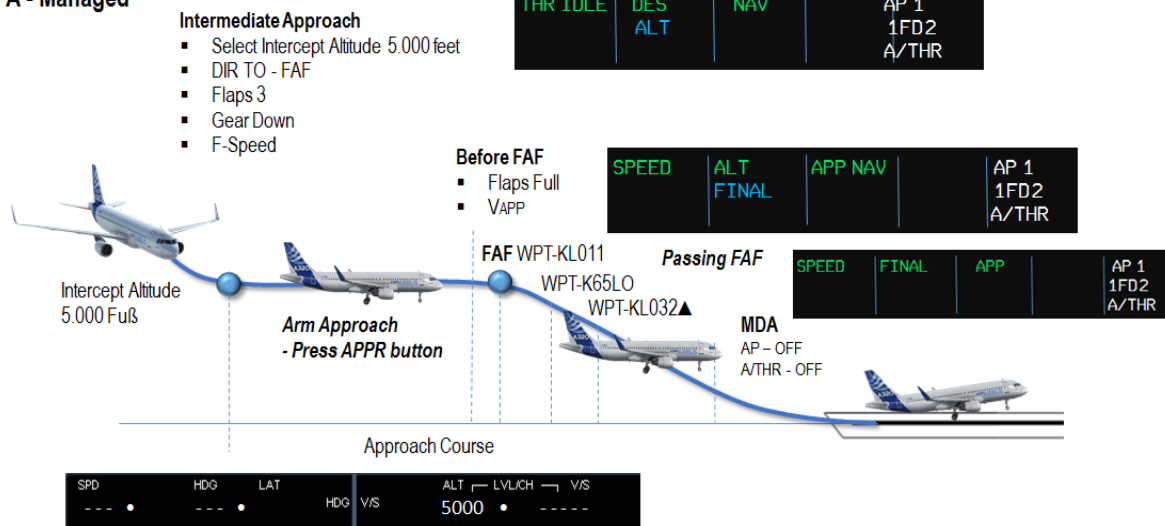 A - Managed
Intermediate Approach
▪ Select Intercept Altitude 5.000 feet
▪ DIR TO - FAF
▪ Flaps 3
▪ Gear Down
▪ F-Speed
THR IDLE DES NAV AP 1
ALT 1FD2
A/THR
Before FAF
▪ Flaps Full
▪ VAPP
SPEED ALT APP NAV AP 1
FINAL 1FD2
A/THR
FAF WPT-KL011
WPT-K65LO
WPT-KL032▲
Passing FAF
SPEED FINAL APP AP 1
1FD2
A/THR
Intercept Altitude
5.000 Fuß
Arm Approach
- Press APPR button
MDA
AP – OFF
A/THR - OFF
A320
Approach Course
SPD HDG LAT ALT LVL/CH V/S
HDG V/S
--- • --- • 5000 • -----